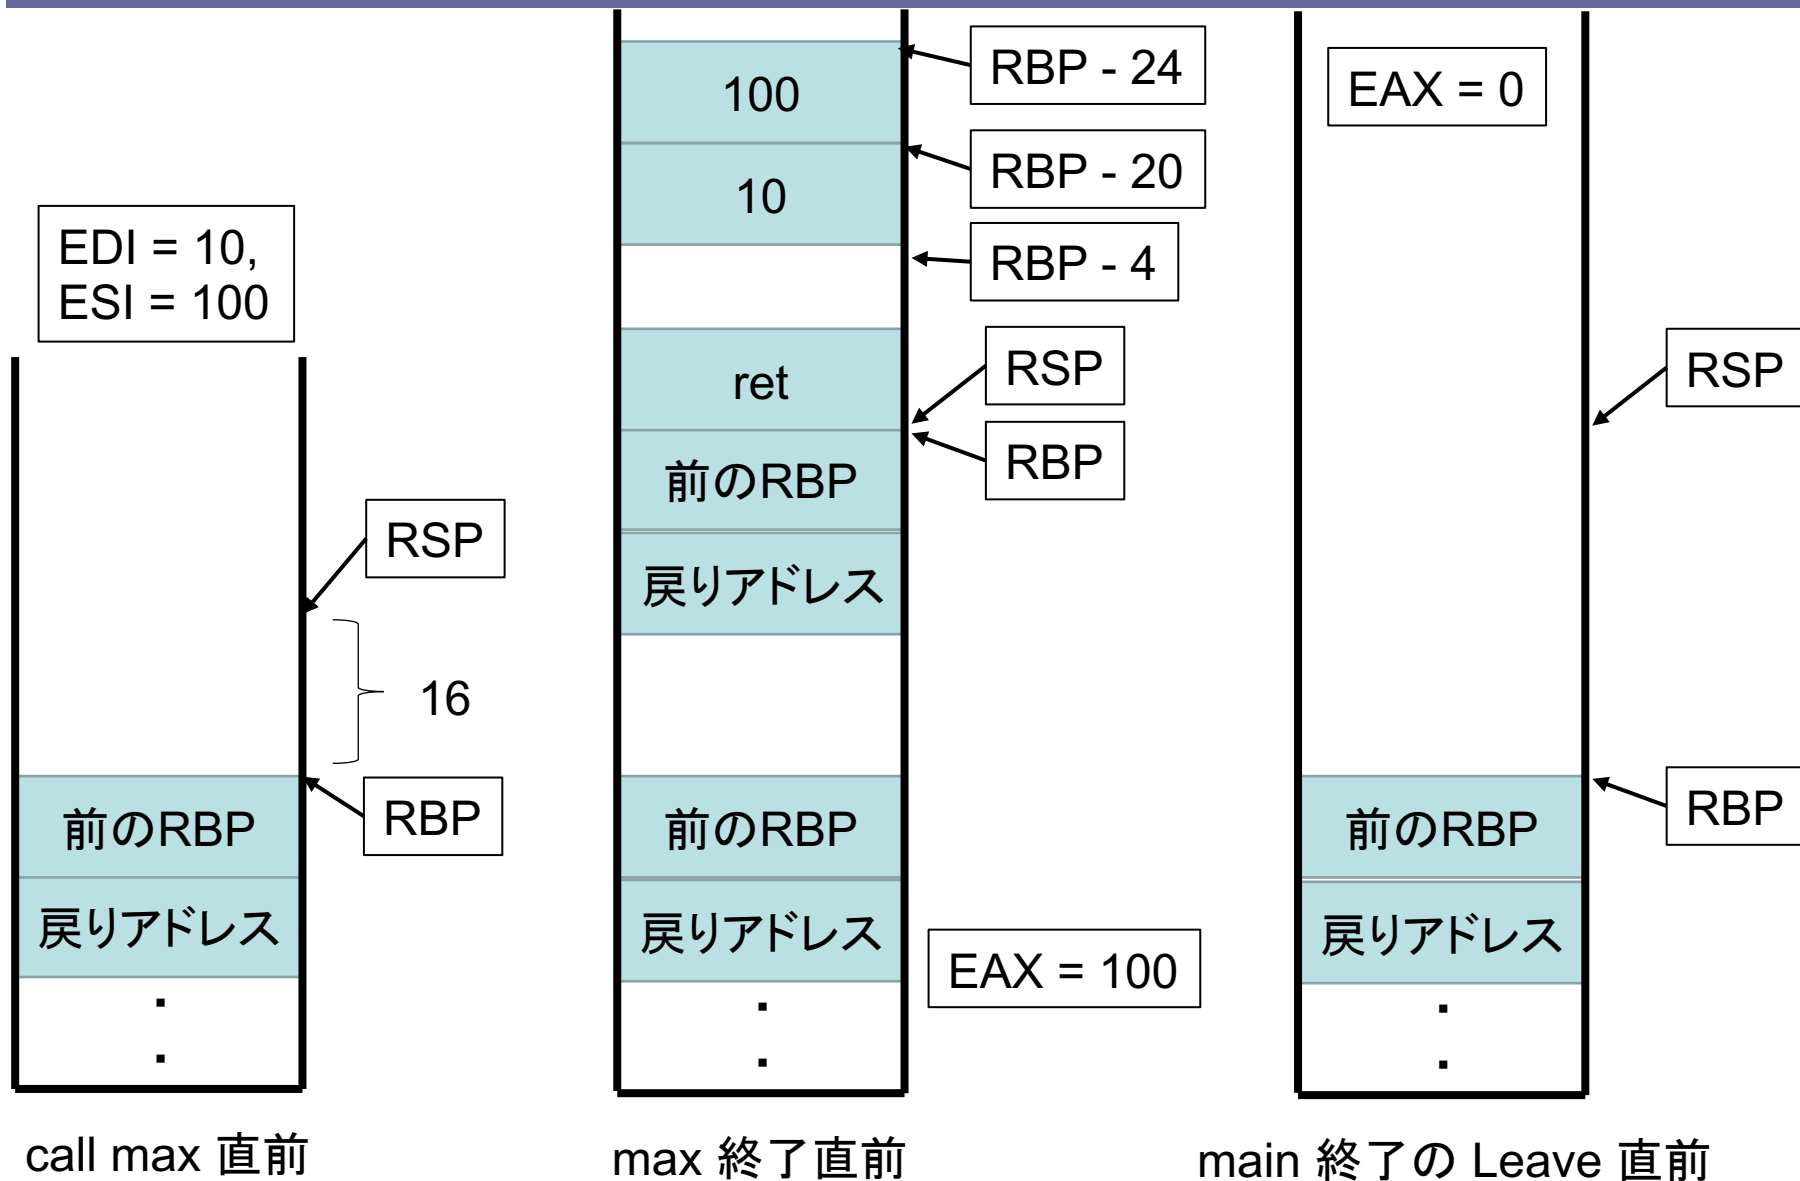 EDI = 10,
ESI = 100
RSP
16
RBP
前のRBP
戻りアドレス
.
.
call max 直前
100
RBP - 24
10
RBP - 20
RBP - 4
ret
RSP
前のRBP
RBP
戻りアドレス
前のRBP
戻りアドレス
EAX = 100
.
.
max 終了直前
EAX = 0
RSP
RBP
前のRBP
戻りアドレス
.
.
main 終了の Leave 直前